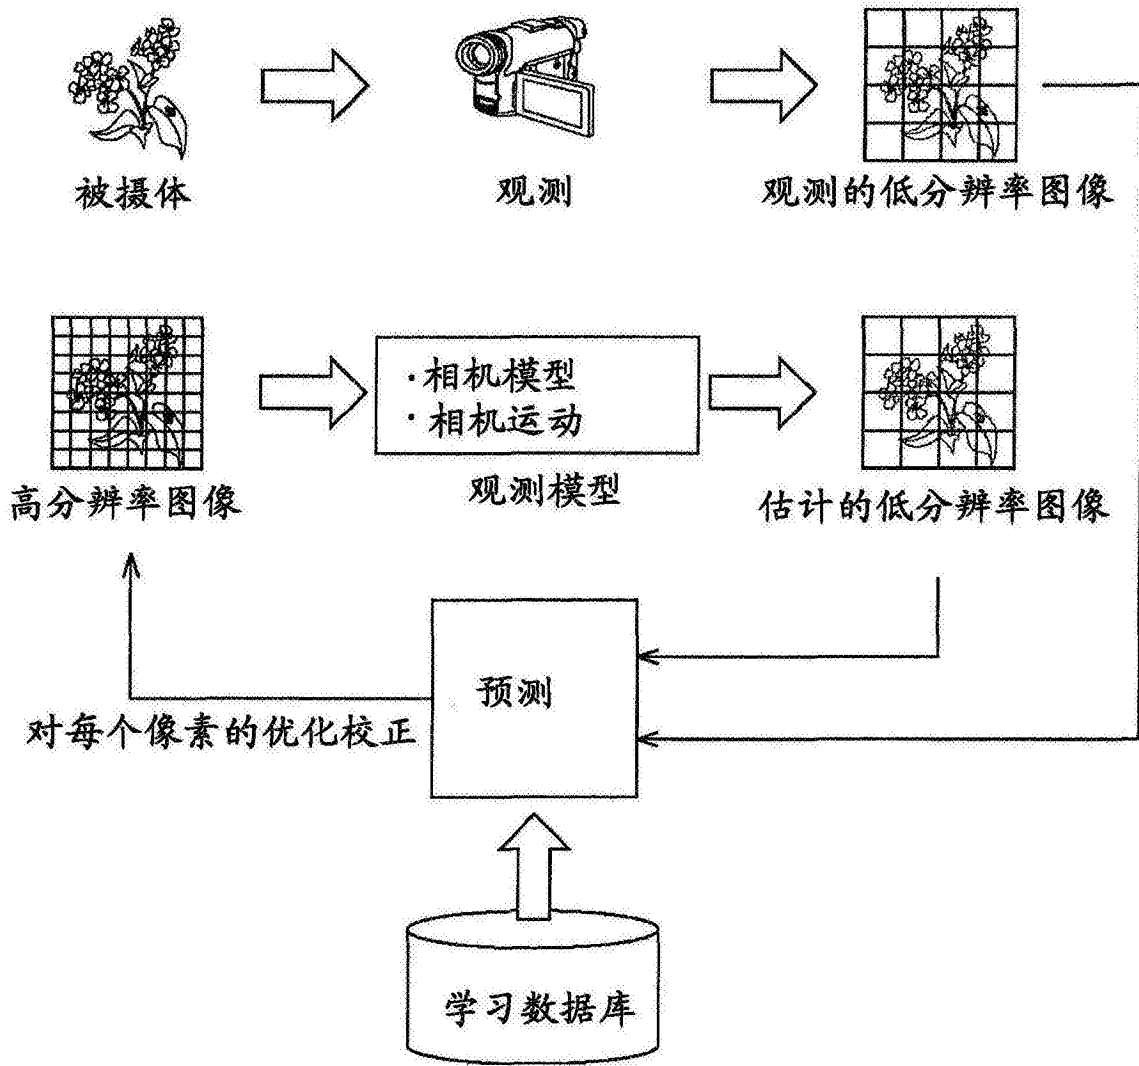 被摄体
观测
观测的低分辨率图像
·相机模型
·相机运动
观测模型
高分辨率图像
估计的低分辨率图像
预测
对每个像素的优化校正
学习数据库